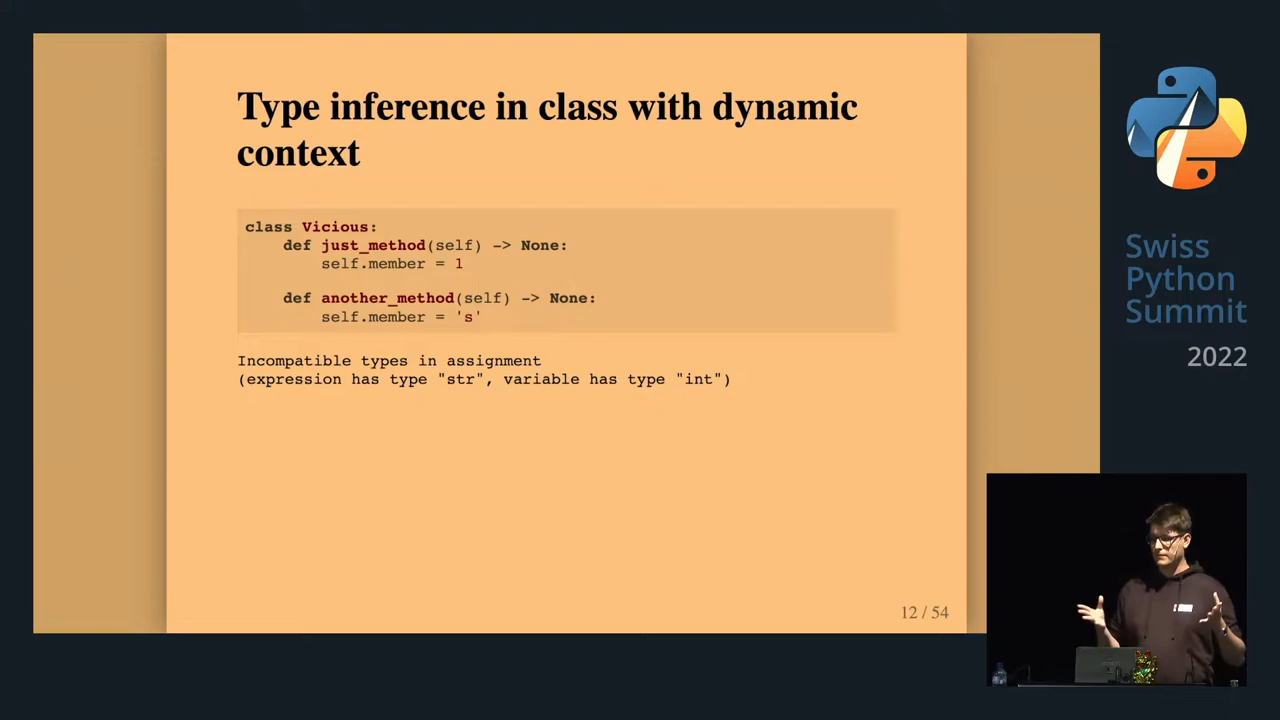 Type inference in class with dynamic
context
class Vicious:
    def just_method(self) -> None:
        self.member = 1
    def another_method(self) -> None:
        self.member = 's'
Incompatible types in assignment
(expression has type "str", variable has type "int")
12 / 54
Swiss
Python
Summit
2022